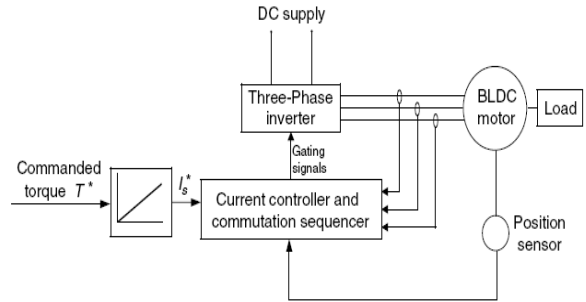 DC supply
Three-Phase
inverter
BLDC
motor
Load
Gating
signals
Commanded
torque T*
Is*
Current controller and
commutation sequencer
Position
sensor